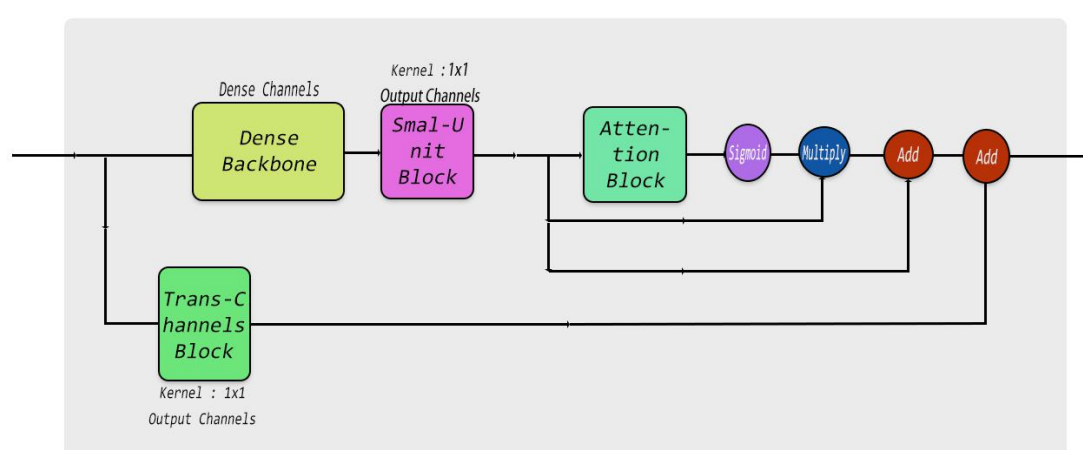 Dense Channels
Dense
Backbone
Kernel :1x1
Output Channels
Smal-U
nit
Block
Atten-
tion
Block
Sigmoid
Multiply
Add
Add
Trans-C
hannels
Block
Kernel : 1x1
Output Channels